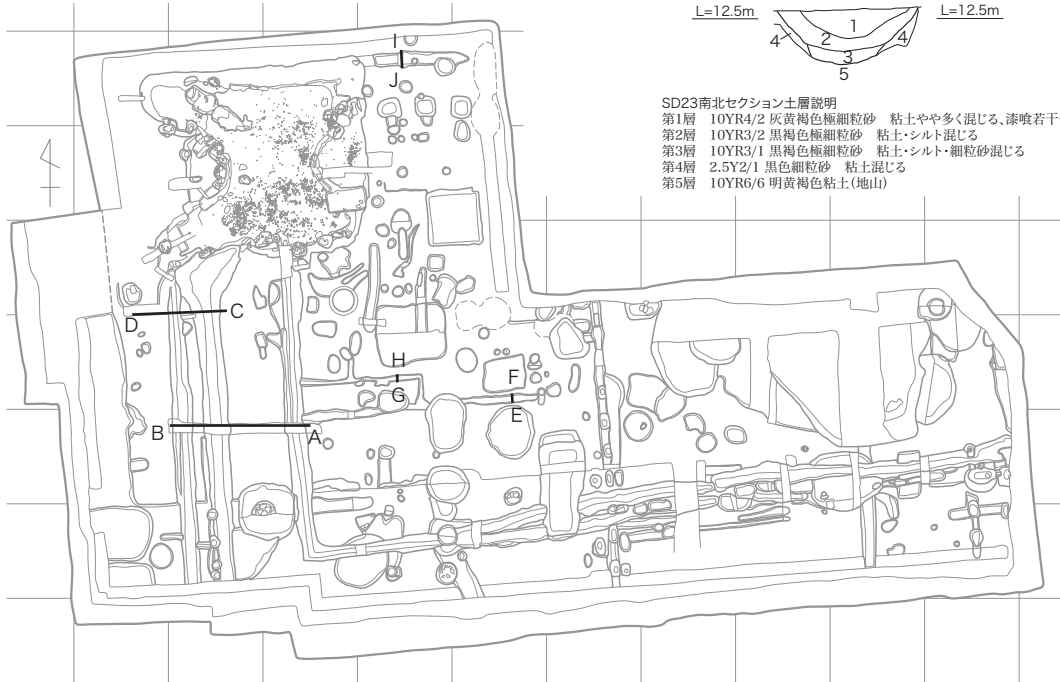 L=12.5m L=12.5m
1
2
3
4 4
5
SD23南北セクション土層説明
第1層 10YR4/2 灰黄褐色極細粒砂 粘土やや多く混じる、漆喰若干
第2層 10YR3/2 黒褐色極細粒砂 粘土・シルト混じる
第3層 10YR3/1 黒褐色極細粒砂 粘土・シルト・細粒砂混じる
第4層 2.5Y2/1 黒色細粒砂 粘土混じる
第5層 10YR6/6 明黄褐色粘土(地山)
I
J
D C
H
G
F
E
B A